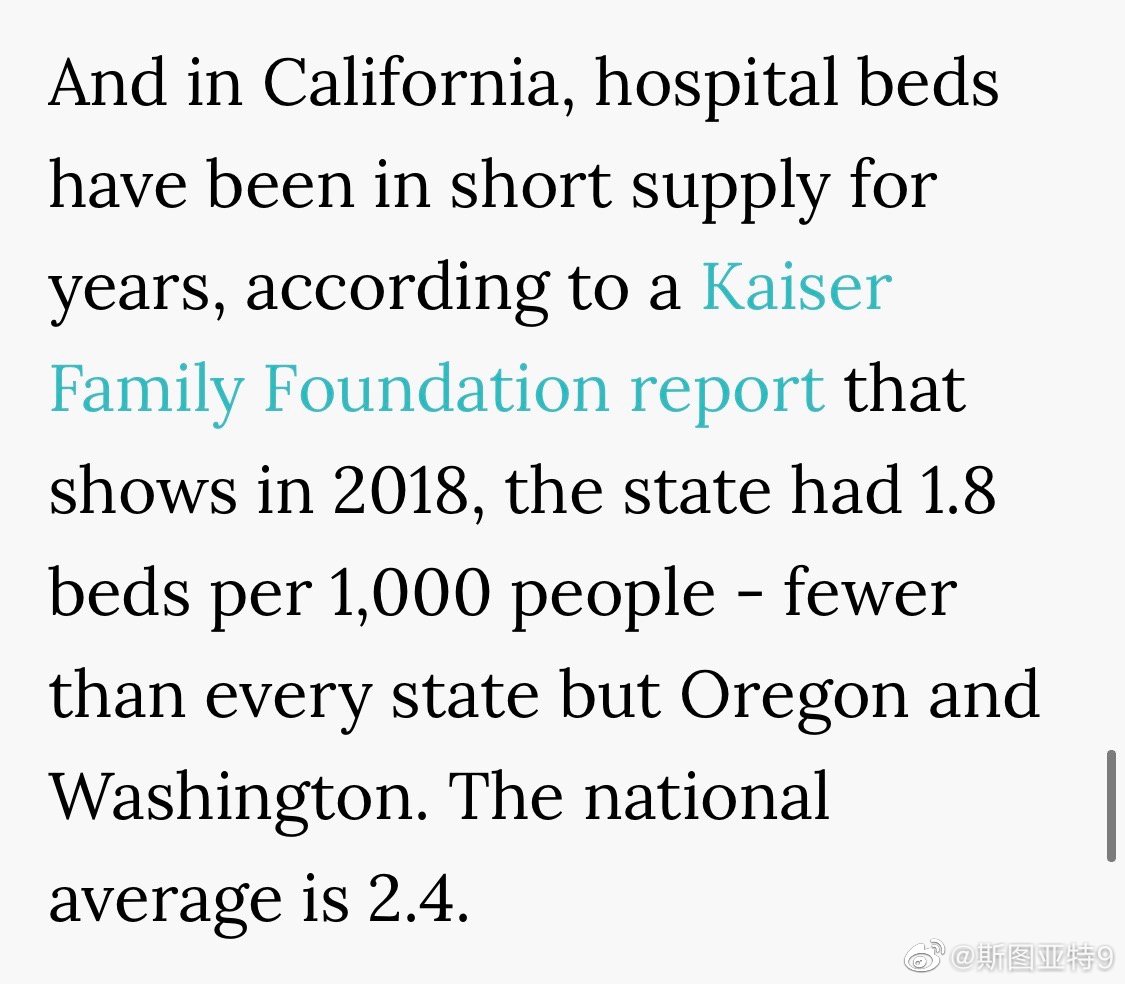 And in California, hospital beds
have been in short supply for
years, according to a Kaiser
Family Foundation report that
shows in 2018, the state had 1.8
beds per 1,000 people - fewer
than every state but Oregon and
Washington. The national
average is 2.4.
@斯图亚特9